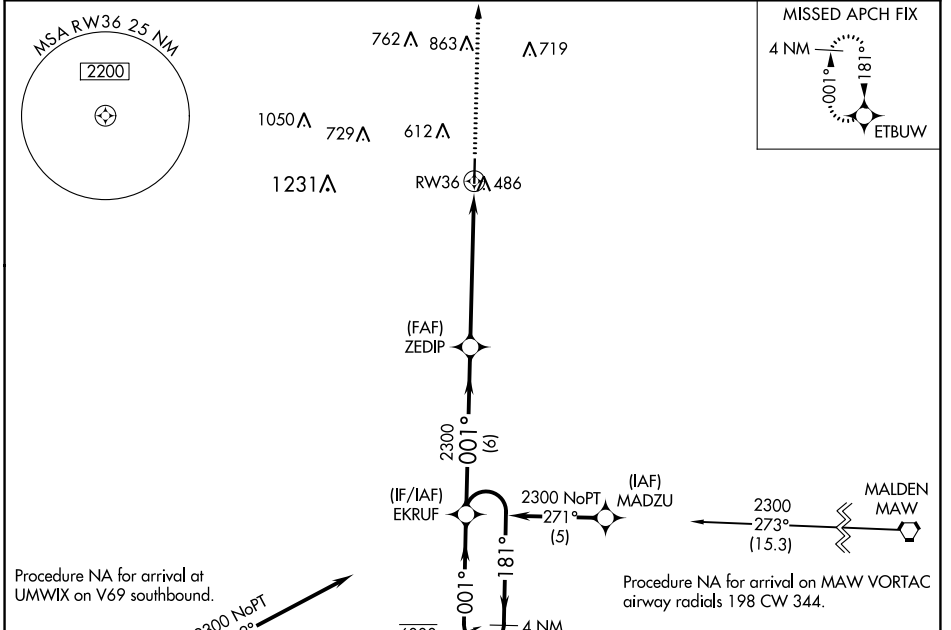 MSA RW36 25 NM
2200
762
863
719
MISSED APCH FIX
4 NM
001°
181°
ETBUW
1050
729
612
1231
RW36
486
(FAF)
ZEDIP
2300
001°
(6)
(IF/IAF)
EKRUF
2300 NoPT
271°
(5)
(IAF)
MADZU
2300
273°
(15.3)
MALDEN
MAW
181°
001°
4 NM
Procedure NA for arrival at
UMWIX on V69 southbound.
Procedure NA for arrival on MAW VORTAC
airway radials 198 CW 344.
2300 NoPT